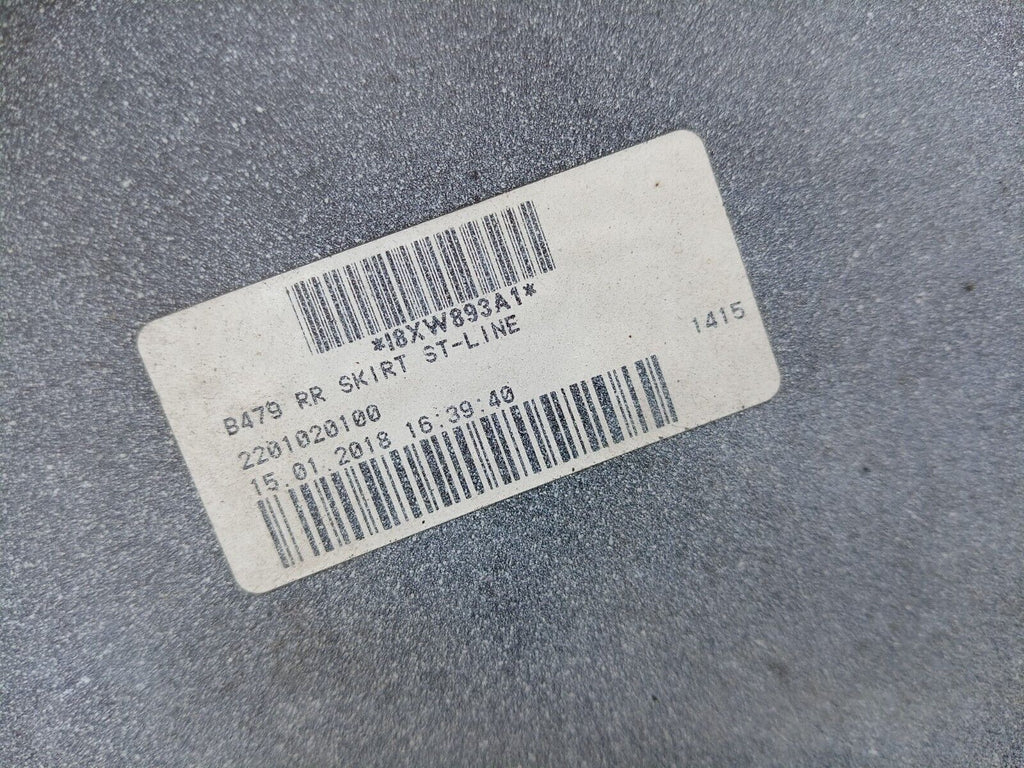 *18XW893A1*
B479 RR SKIRT ST-LINE
2201020100
15.01.2018 16:39:40
1415